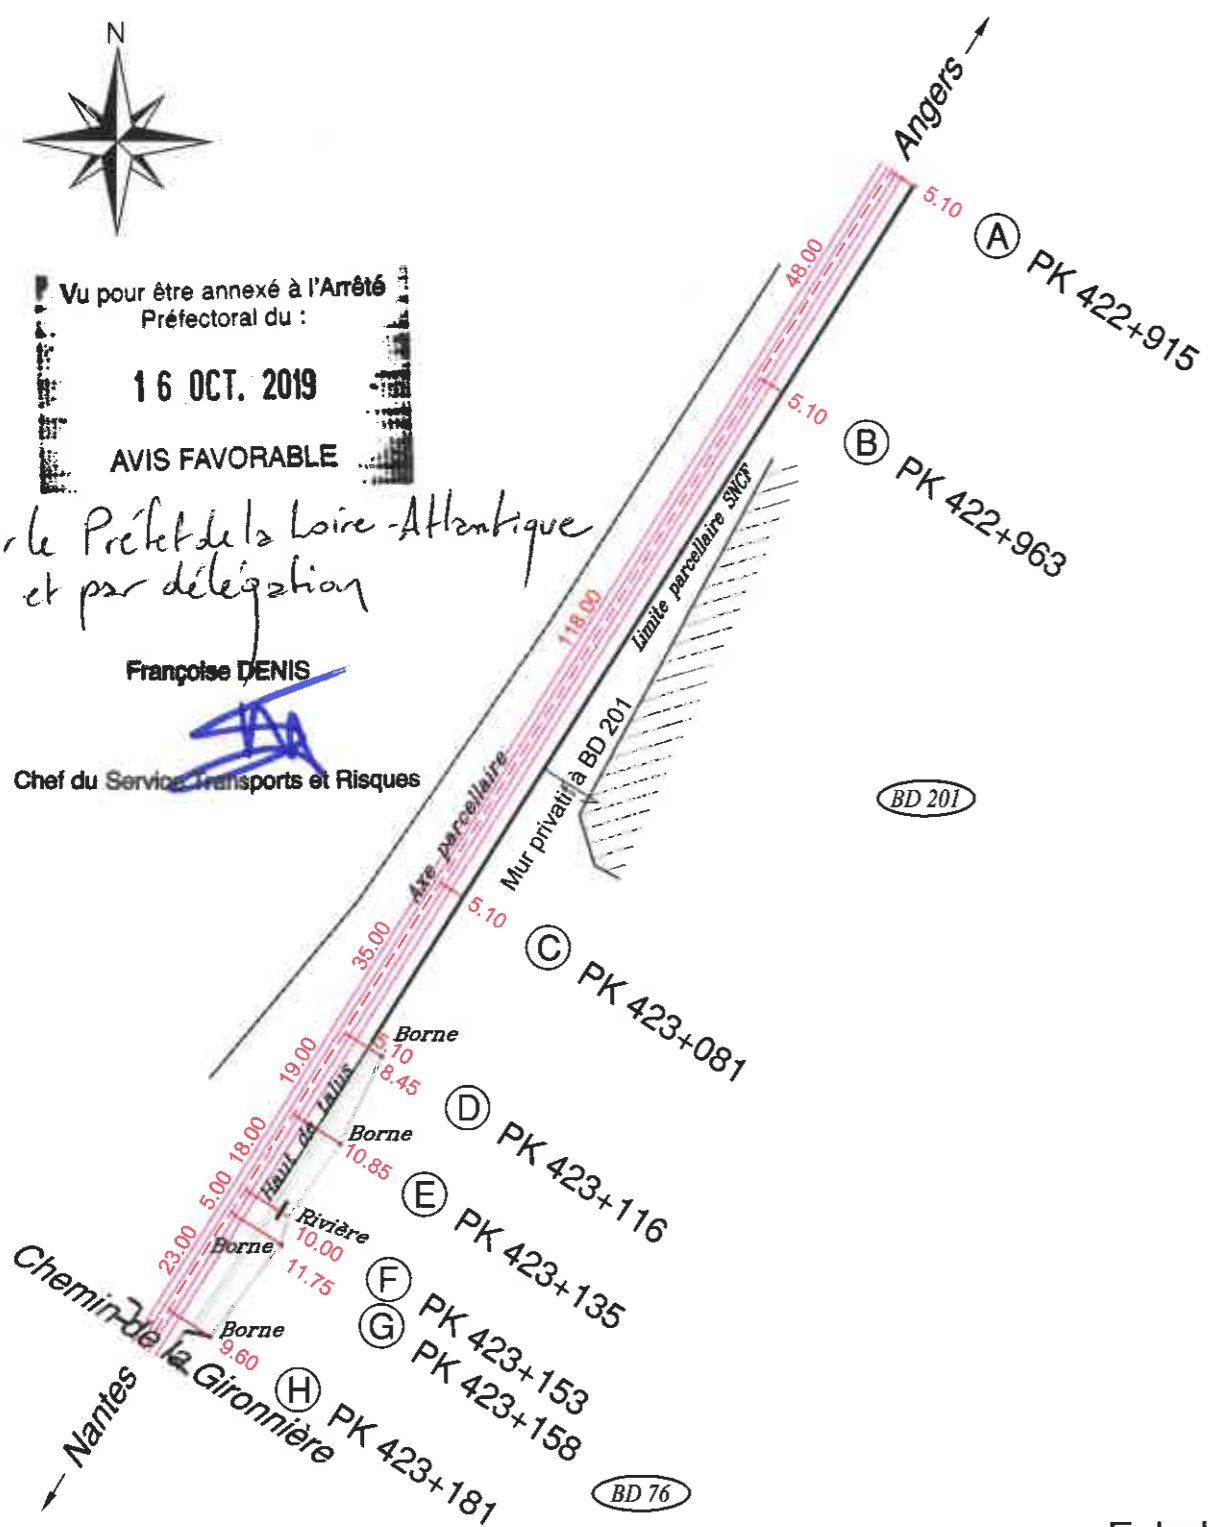 N
Angers
5.10
A PK 422+915
48.00
Vu pour être annexé à l'Arrêté
Préfectoral du :
16 OCT. 2019
AVIS FAVORABLE
le Préfet de la Loire-Atlantique
et par délégation
Françoise DENIS
Chef du Service Transports et Risques
5.10
B PK 422+963
Limite parcellaire SNCF
118.00
Mur privatif à BD 201
BD 201
Axe parcellaire
5.10
C PK 423+081
35.00
Borne
5.10
8.45
D PK 423+116
19.00
Haut de talus
Borne
10.85
E PK 423+135
18.00
Rivière
10.00
F PK 423+153
5.00
Borne
11.75
G PK 423+158
23.00
Borne
9.60
H PK 423+181
Chemin de la Gironnière
Nantes
BD 76